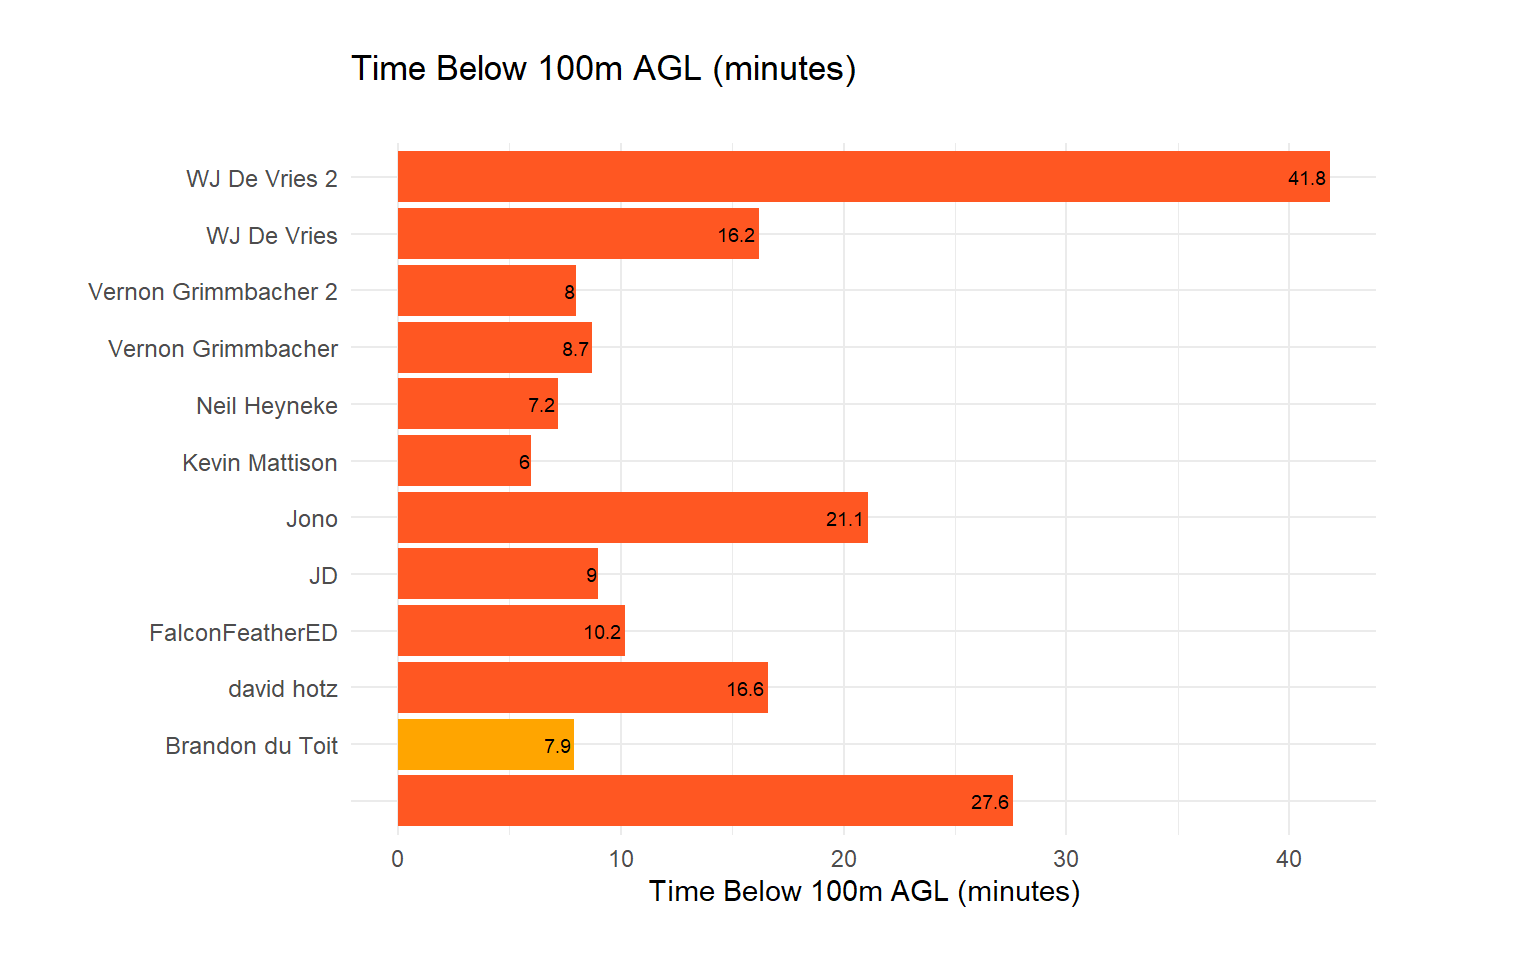 Time Below 100m AGL (minutes)
WJ De Vries 2 41.8
WJ De Vries 16.2
Vernon Grimmbacher 2 8
Vernon Grimmbacher 8.7
Neil Heyneke 7.2
Kevin Mattison 6
Jono 21.1
JD 9
FalconFeatherED 10.2
david hotz 16.6
Brandon du Toit 7.9
27.6
0 10 20 30 40
Time Below 100m AGL (minutes)